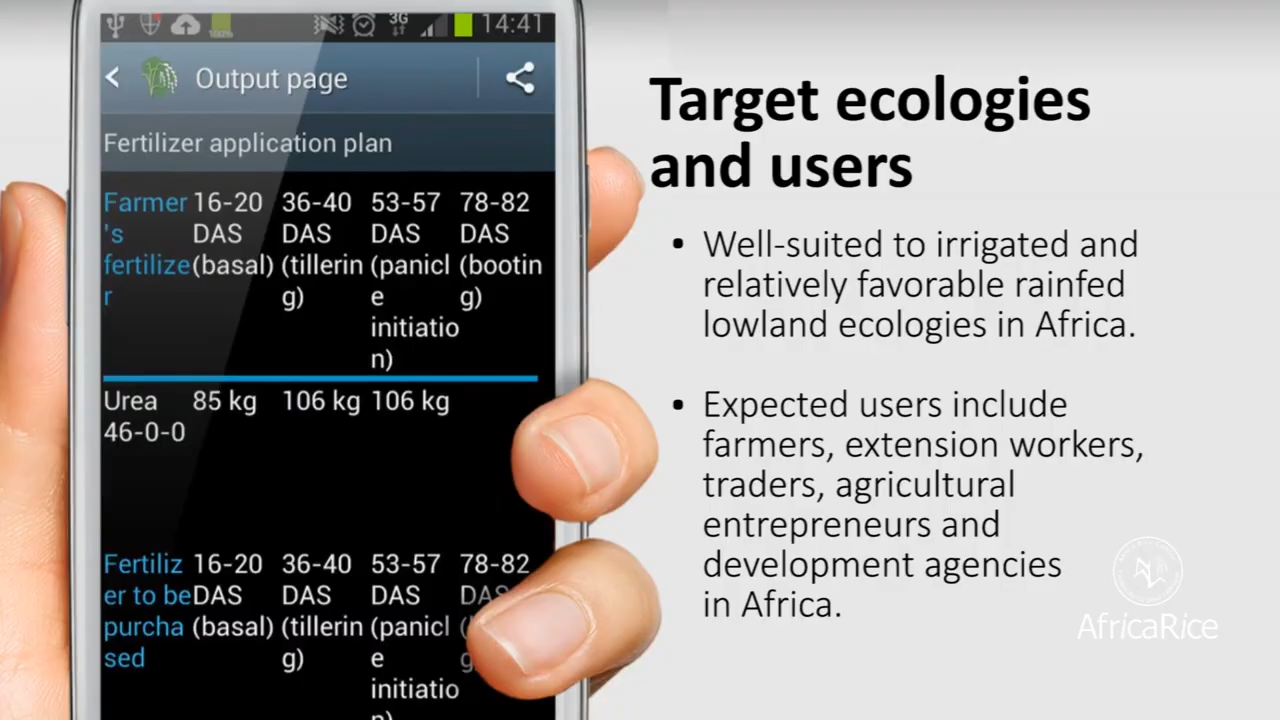 100%
3G
14:41
Output page
Fertilizer application plan
Farmer 16-20 36-40 53-57 78-82
's DAS DAS DAS DAS
fertilize (basal) (tillerin (panicl (bootin
r g) e g)
initiatio
n)
Urea 85 kg 106 kg 106 kg
46-0-0
Fertiliz 16-20 36-40 53-57 78-82
er to be DAS DAS DAS DAS
purcha (basal) (tillerin (panicl (
sed g) e g
initiatio
n)
Target ecologies
and users
• Well-suited to irrigated and
relatively favorable rainfed
lowland ecologies in Africa.
• Expected users include
farmers, extension workers,
traders, agricultural
entrepreneurs and
development agencies
in Africa.
AfricaRice